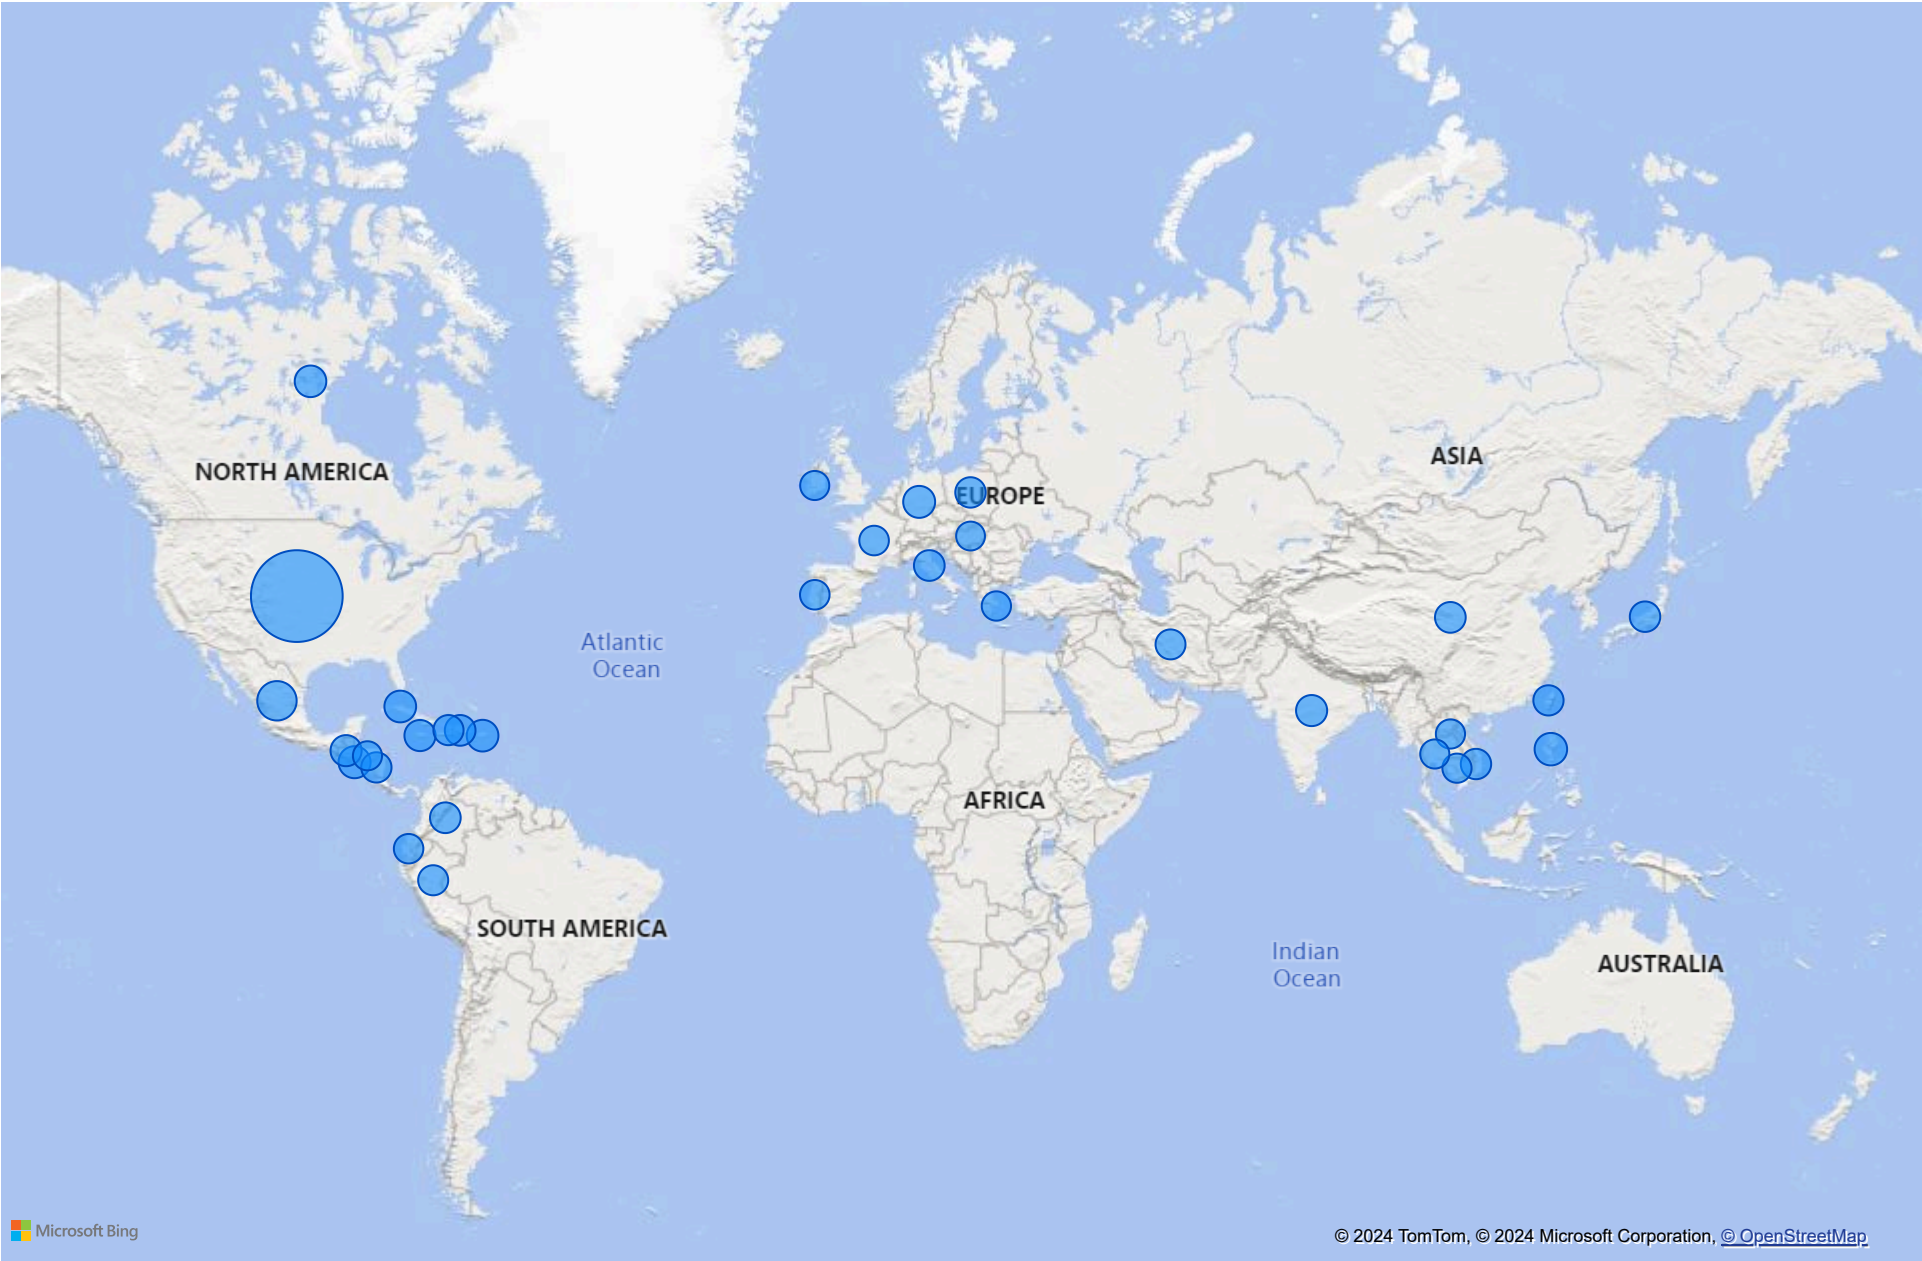 NORTH AMERICA
ASIA
EUROPE
Atlantic
Ocean
AFRICA
SOUTH AMERICA
Indian
Ocean
AUSTRALIA
Microsoft Bing
© 2024 TomTom, © 2024 Microsoft Corporation, © OpenStreetMap